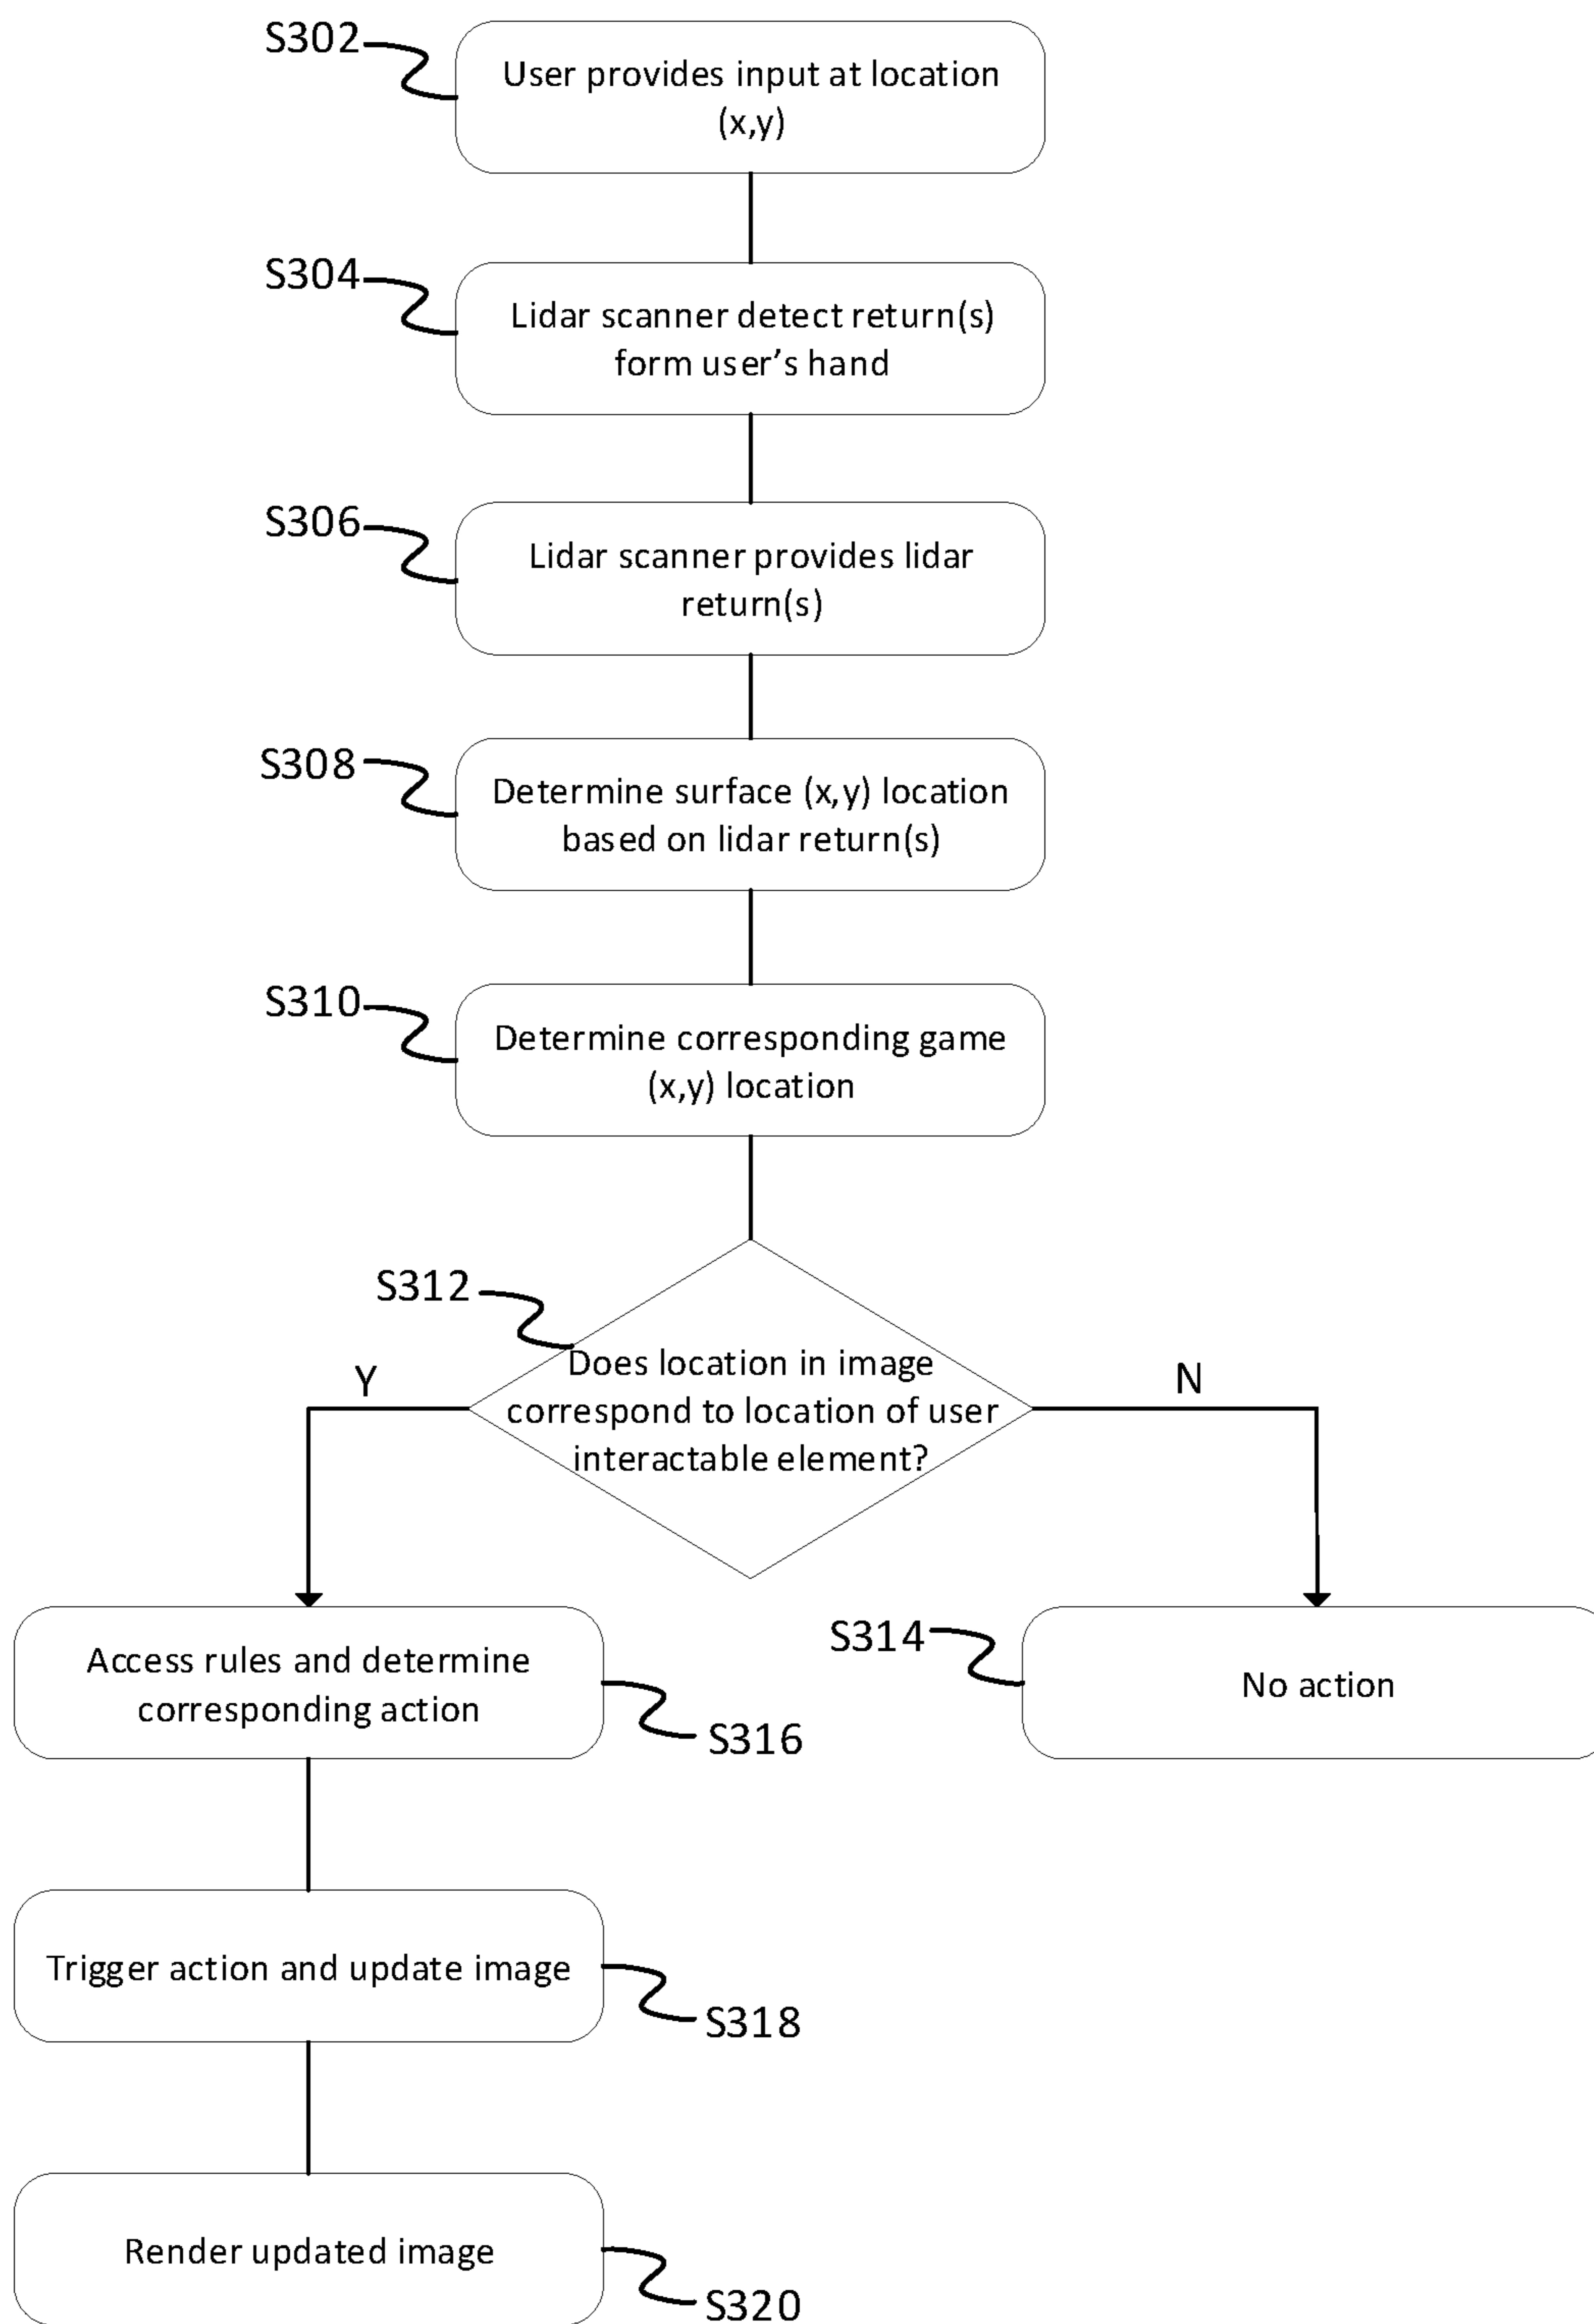 S302
User provides input at location
(x,y)
S304
Lidar scanner detect return(s)
form user's hand
S306
Lidar scanner provides lidar
return(s)
S308
Determine surface (x,y) location
based on lidar return(s)
S310
Determine corresponding game
(x,y) location
S312
Does location in image
correspond to location of user
interactable element?
Y
N
Access rules and determine
corresponding action
S316
S314
No action
Trigger action and update image
S318
Render updated image
S320